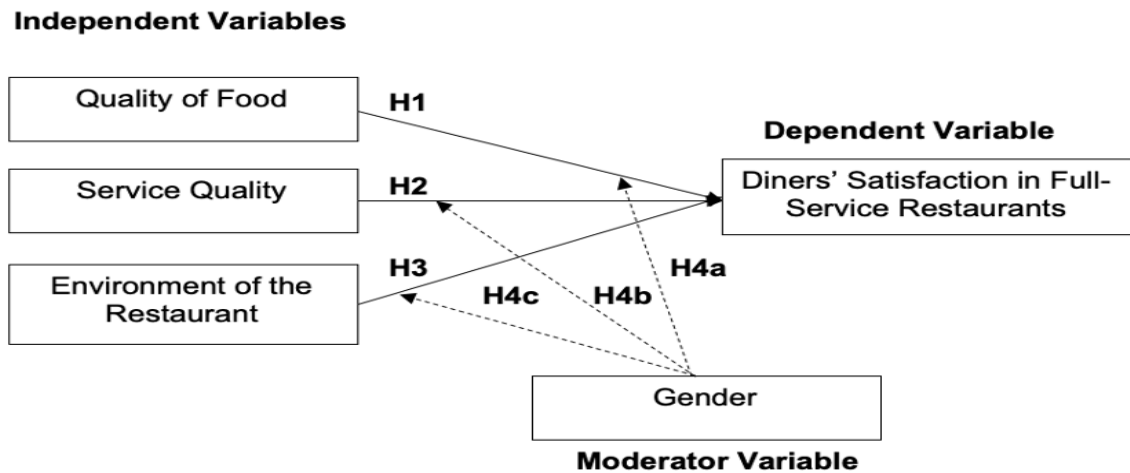 Independent Variables
Quality of Food
H1
Dependent Variable
Service Quality
H2
Diners’ Satisfaction in Full-
Service Restaurants
H3
Environment of the
Restaurant
H4a
H4c
H4b
Gender
Moderator Variable